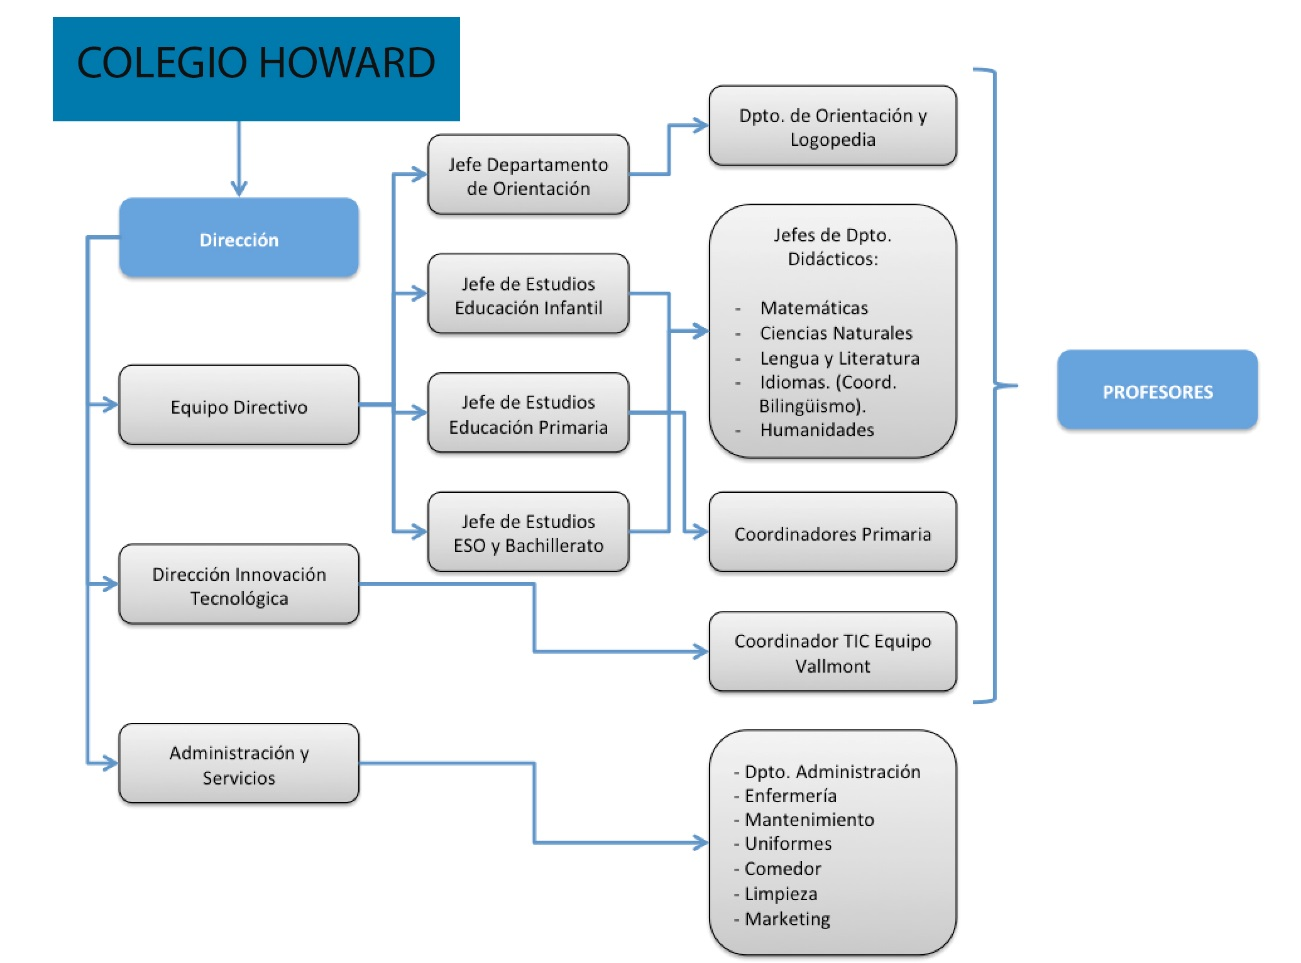 COLEGIO HOWARD
Dirección
Equipo Directivo
Dirección Innovación
Tecnológica
Administración y
Servicios
Jefe Departamento
de Orientación
Jefe de Estudios
Educación Infantil
Jefe de Estudios
Educación Primaria
Jefe de Estudios
ESO y Bachillerato
Dpto. de Orientación y
Logopedia
Jefes de Dpto.
Didácticos:
- Matemáticas
- Ciencias Naturales
- Lengua y Literatura
- Idiomas. (Coord.
Bilingüismo).
- Humanidades
Coordinadores Primaria
Coordinador TIC Equipo
Vallmont
- Dpto. Administración
- Enfermería
- Mantenimiento
- Uniformes
- Comedor
- Limpieza
- Marketing
PROFESORES